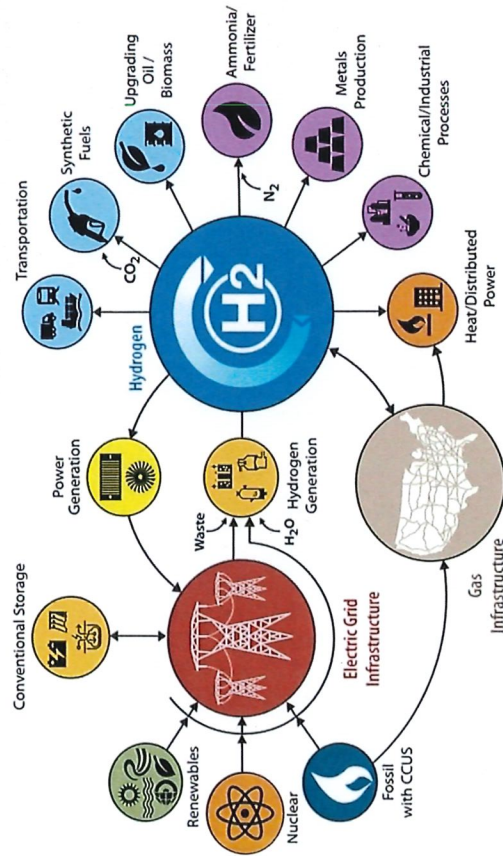 Conventional Storage
Power
Generation
Hydrogen
Transportation
Synthetic
Fuels
CO2
Upgrading
Oil /
Biomass
Renewables
Waste
H2
N2
Ammonia/
Fertilizer
Nuclear
H2O
Hydrogen
Generation
Metals
Production
Electric Grid
Infrastructure
Fossil
with CCUS
Gas
Infrastructure
Heat/Distributed
Power
Chemical/Industrial
Processes